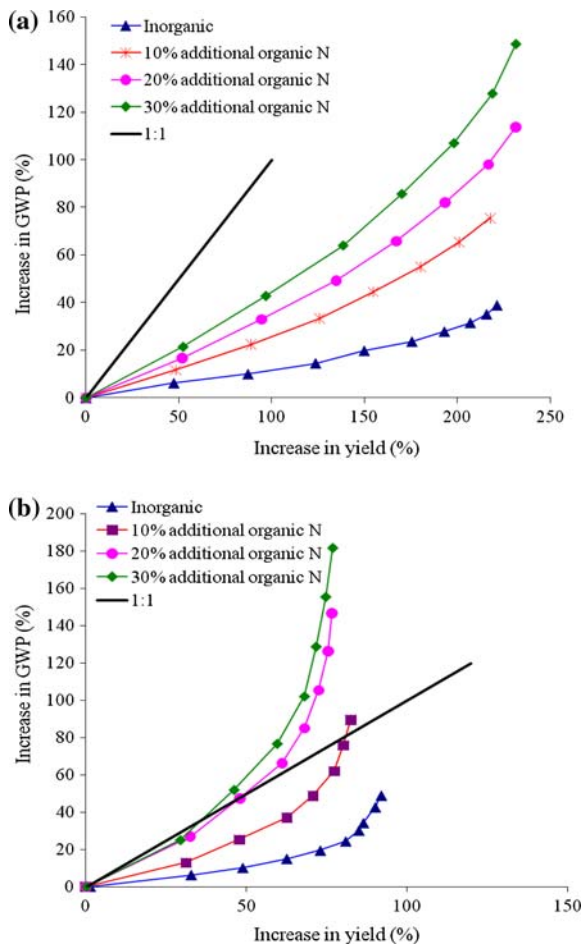 (a)
160
Inorganic
10% additional organic N
20% additional organic N
30% additional organic N
1:1
140
120
100
80
60
40
20
0
Increase in GWP (%)
0 50 100 150 200 250
Increase in yield (%)
(b)
200
Inorganic
10% additional organic N
20% additional organic N
30% additional organic N
1:1
180
160
140
120
100
80
60
40
20
0
Increase in GWP (%)
0 50 100 150
Increase in yield (%)